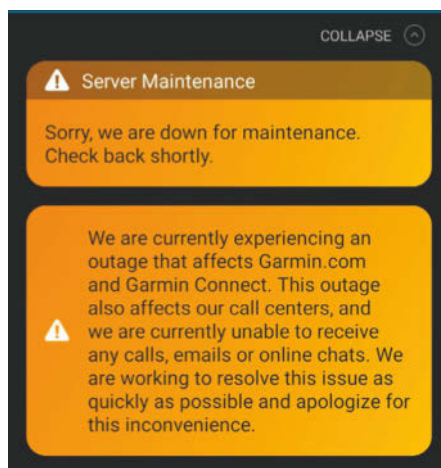 COLLAPSE
Server Maintenance
Sorry, we are down for maintenance.
Check back shortly.
We are currently experiencing an
outage that affects Garmin.com
and Garmin Connect. This outage
also affects our call centers, and
we are currently unable to receive
any calls, emails or online chats. We
are working to resolve this issue as
quickly as possible and apologize for
this inconvenience.